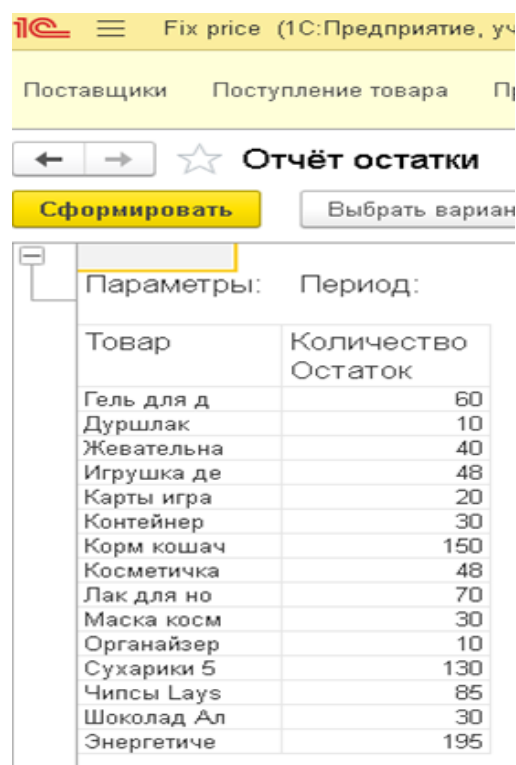 1С Fix price (1С:Предприятие, уч
Поставщики Поступление товара П
Отчёт остатки
Сформировать Выбрать вариан
Параметры: Период:
Товар Количество Остаток
Гель для д 60
Дуршлак 10
Жевательна 40
Игрушка де 48
Карты игра 20
Контейнер 30
Корм кошач 150
Косметичка 48
Лак для но 70
Маска косм 30
Органайзер 10
Сухарики 5 130
Чипсы Lays 85
Шоколад Ал 30
Энергетиче 195